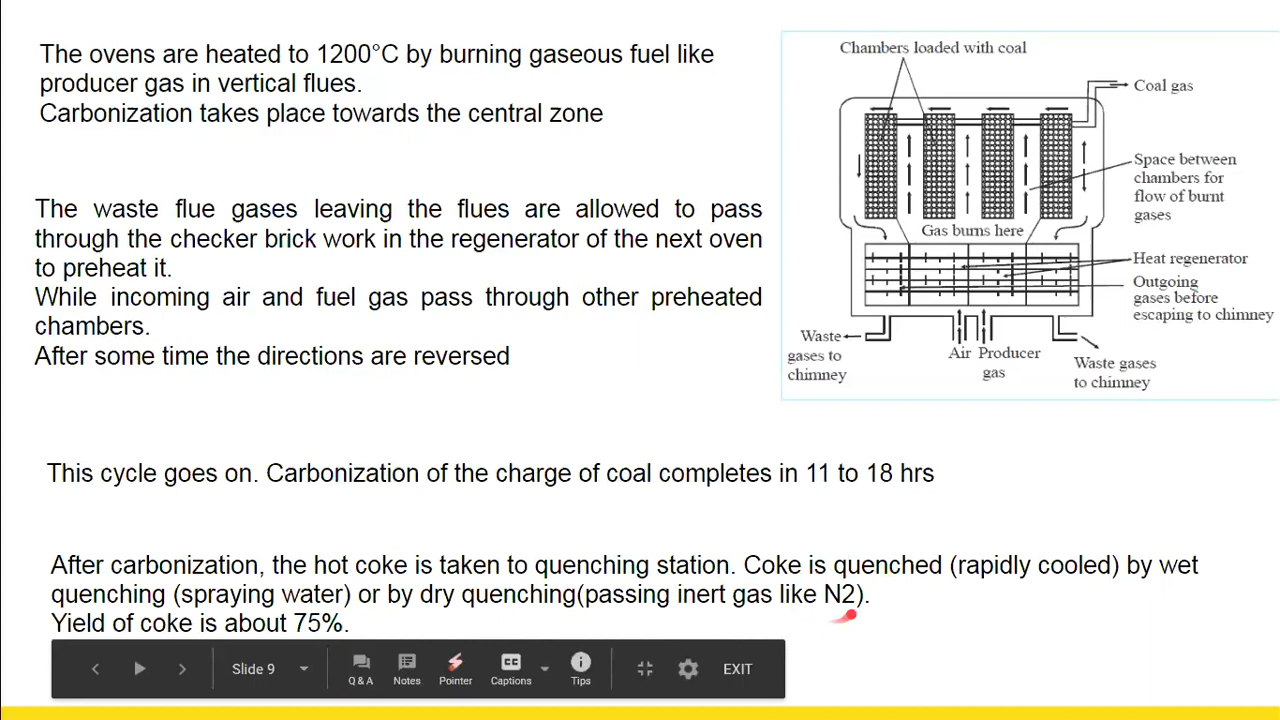 The ovens are heated to 1200°C by burning gaseous fuel like
producer gas in vertical flues.
Carbonization takes place towards the central zone
The waste flue gases leaving the flues are allowed to pass
through the checker brick work in the regenerator of the next oven
to preheat it.
While incoming air and fuel gas pass through other preheated
chambers.
After some time the directions are reversed
Chambers loaded with coal
Coal gas
Space between
chambers for
flow of burnt
gases
Gas burns here
Heat regenerator
Outgoing
gases before
escaping to chimney
Waste
gases to
chimney
Air Producer
gas
Waste gases
to chimney
This cycle goes on. Carbonization of the charge of coal completes in 11 to 18 hrs
After carbonization, the hot coke is taken to quenching station. Coke is quenched (rapidly cooled) by wet
quenching (spraying water) or by dry quenching(passing inert gas like N2).
Yield of coke is about 75%.
Slide 9
Q & A
Notes
Pointer
CC
Captions
Tips
EXIT